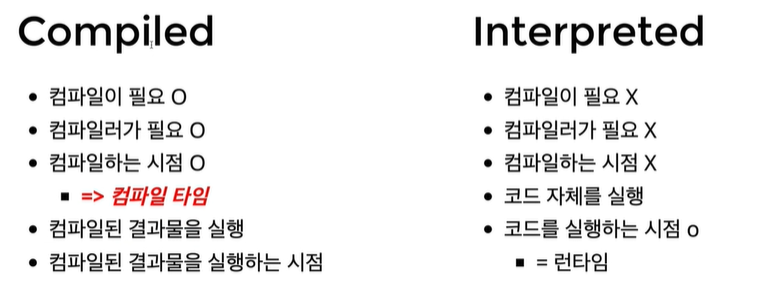 Compiled
• 컴파일이 필요 O
• 컴파일러가 필요 O
• 컴파일하는 시점 O
▪ => 컴파일 타임
• 컴파일된 결과물을 실행
• 컴파일된 결과물을 실행하는 시점
Interpreted
• 컴파일이 필요 X
• 컴파일러가 필요 X
• 컴파일하는 시점 X
• 코드 자체를 실행
• 코드를 실행하는 시점 o
▪ = 런타임